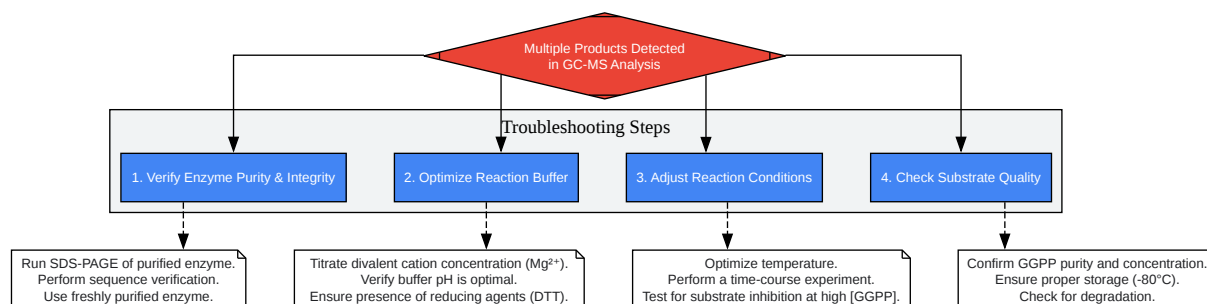 Multiple Products Detected
in GC-MS Analysis
Troubleshooting Steps
1. Verify Enzyme Purity & Integrity
2. Optimize Reaction Buffer
3. Adjust Reaction Conditions
4. Check Substrate Quality
Run SDS-PAGE of purified enzyme.
Perform sequence verification.
Use freshly purified enzyme.
Titrate divalent cation concentration (Mg²⁺).
Verify buffer pH is optimal.
Ensure presence of reducing agents (DTT).
Optimize temperature.
Perform a time-course experiment.
Test for substrate inhibition at high [GGPP].
Confirm GGPP purity and concentration.
Ensure proper storage (-80°C).
Check for degradation.